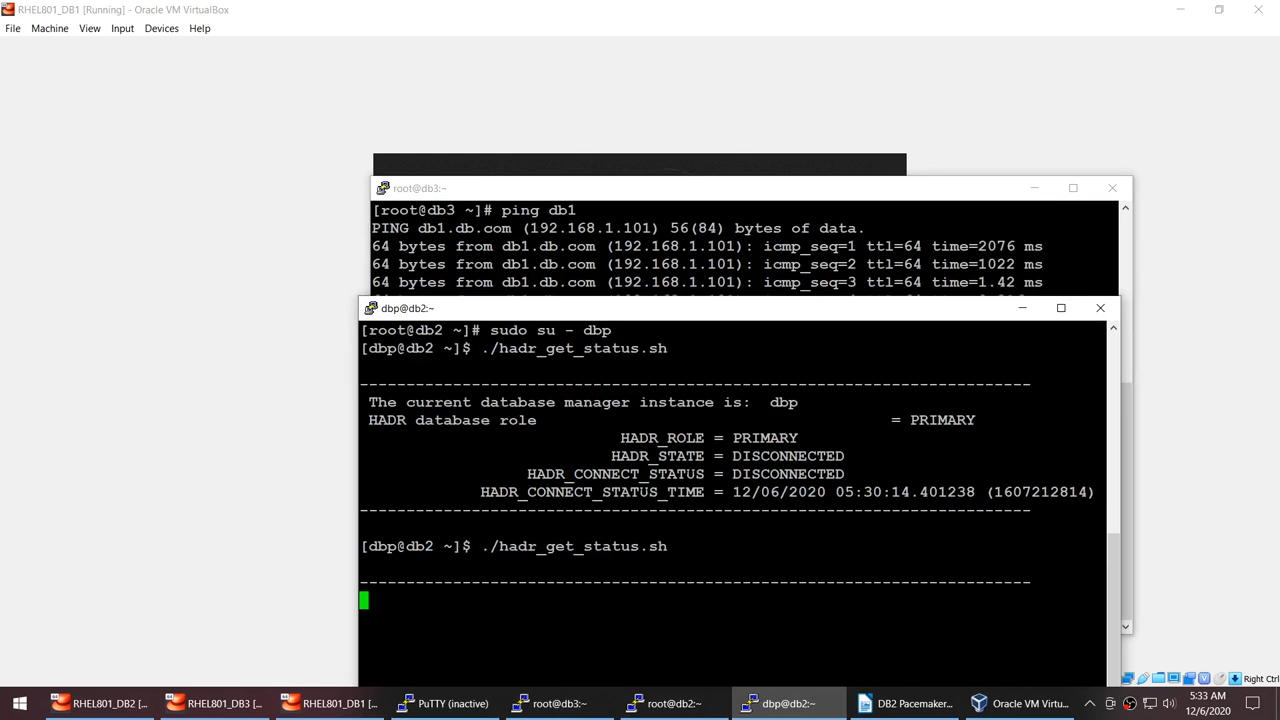 RHEL801_DB1 [Running] - Oracle VM VirtualBox
File Machine View Input Devices Help
root@db3:~
[root@db3 ~]# ping db1
PING db1.db.com (192.168.1.101) 56(84) bytes of data.
64 bytes from db1.db.com (192.168.1.101): icmp_seq=1 ttl=64 time=2076 ms
64 bytes from db1.db.com (192.168.1.101): icmp_seq=2 ttl=64 time=1022 ms
64 bytes from db1.db.com (192.168.1.101): icmp_seq=3 ttl=64 time=1.42 ms
dbp@db2:~
[root@db2 ~]# sudo su - dbp
[dbp@db2 ~]$ ./hadr_get_status.sh
-----------------------------------------------------------------------
The current database manager instance is:  dbp
HADR database role = PRIMARY
HADR_ROLE = PRIMARY
HADR_STATE = DISCONNECTED
HADR_CONNECT_STATUS = DISCONNECTED
HADR_CONNECT_STATUS_TIME = 12/06/2020 05:30:14.401238 (1607212814)
-----------------------------------------------------------------------
[dbp@db2 ~]$ ./hadr_get_status.sh
-----------------------------------------------------------------------
Right Ctrl
RHEL801_DB2 [... RHEL801_DB3 [... RHEL801_DB1 [... PuTTY (inactive) root@db3:~ root@db2:~ dbp@db2:~ DB2 Pacemaker... Oracle VM Virtu... 5:33 AM
12/6/2020